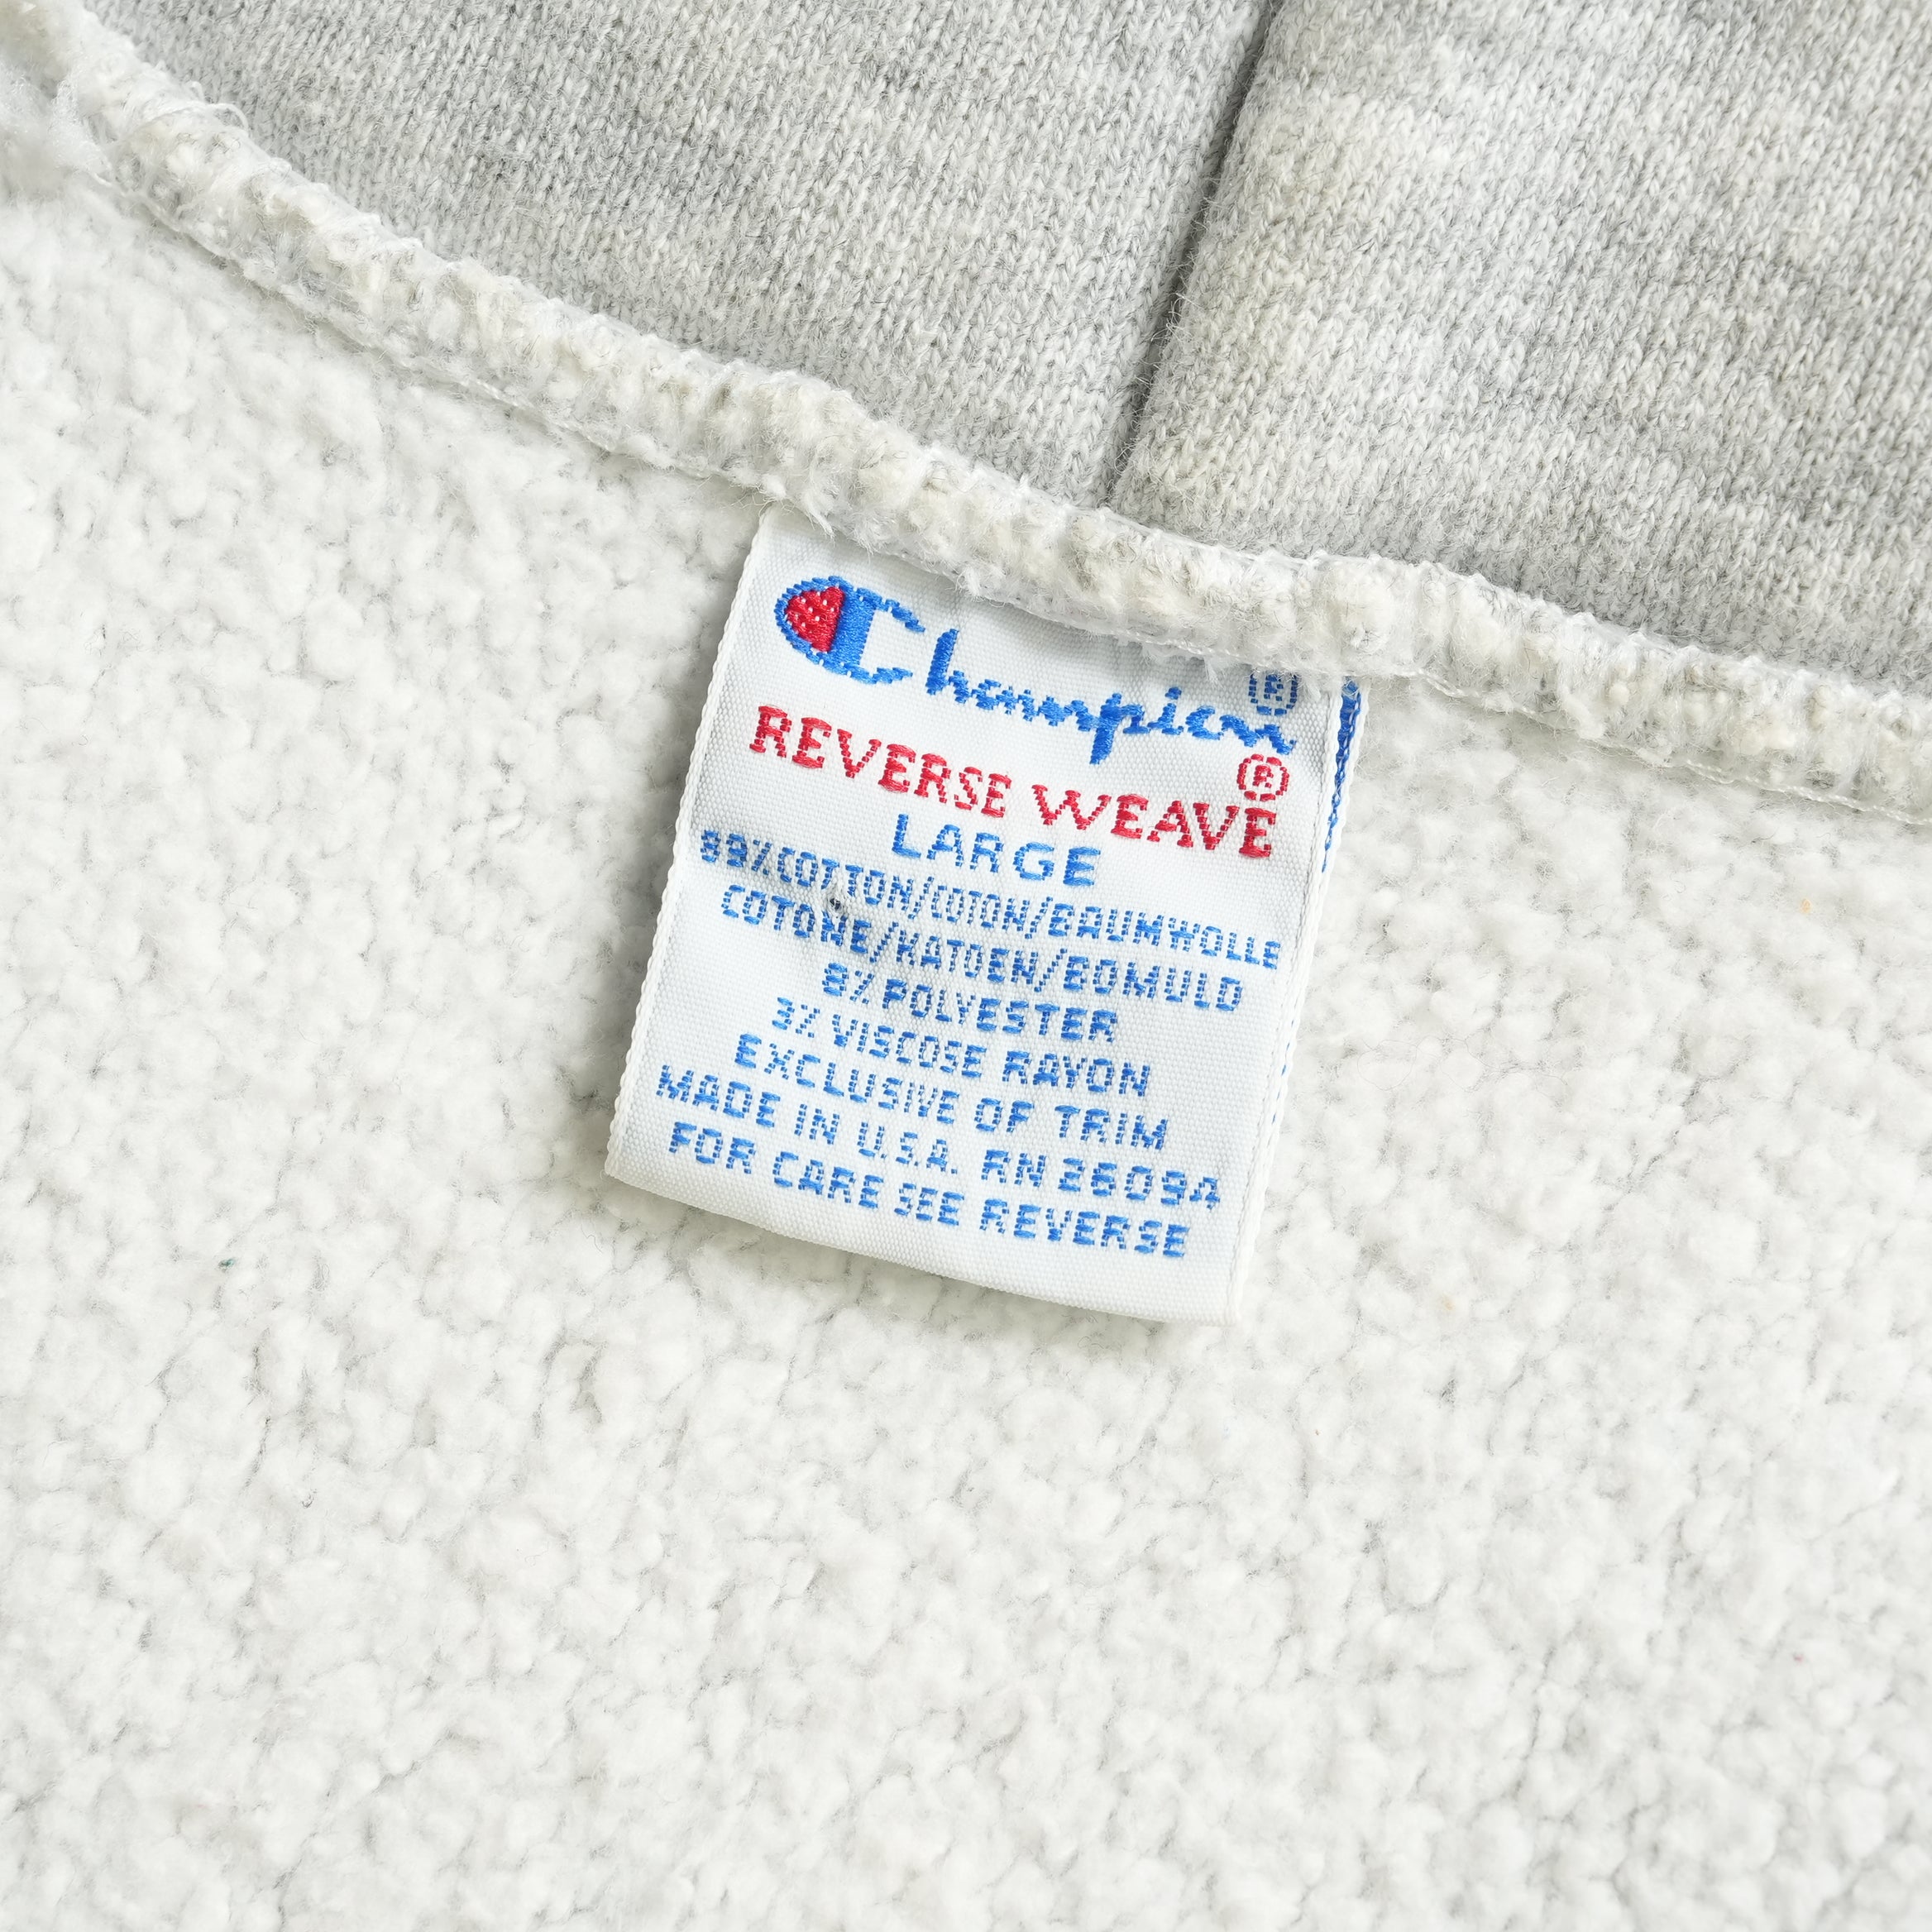 Champion®
REVERSE WEAVE®
LARGE
89% COTTON/COTON/BAUMWOLLE
COTONE/KATOEN/BOMULD
8% POLYESTER
3% VISCOSE RAYON
EXCLUSIVE OF TRIM
MADE IN U.S.A. RN 26094
FOR CARE SEE REVERSE